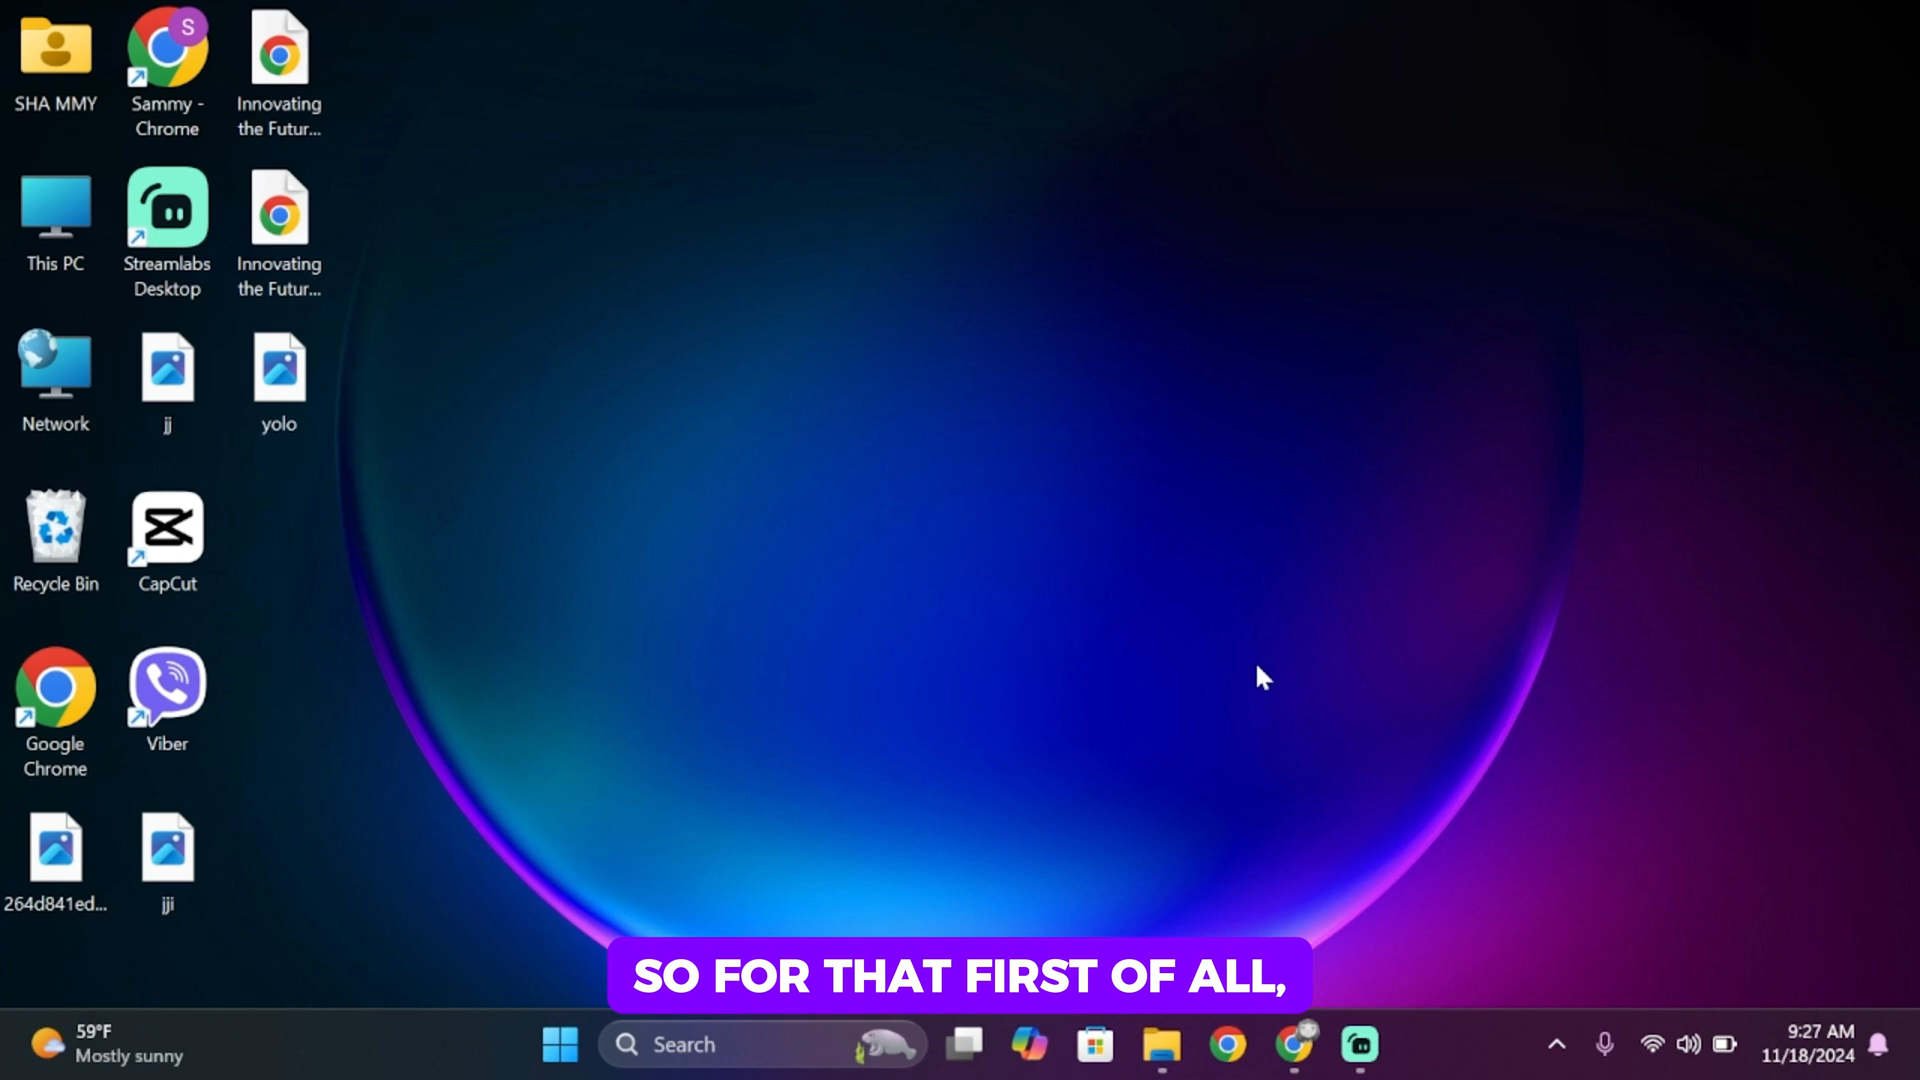 SHA MMY
S
Sammy -
Chrome
Innovating
the Futur...
This PC
Streamlabs
Desktop
Innovating
the Futur...
Network
jj
yolo
Recycle Bin
CapCut
Google
Chrome
Viber
264d841ed...
jji
SO FOR THAT FIRST OF ALL,
59°F
Mostly sunny
Search
9:27 AM
11/18/2024